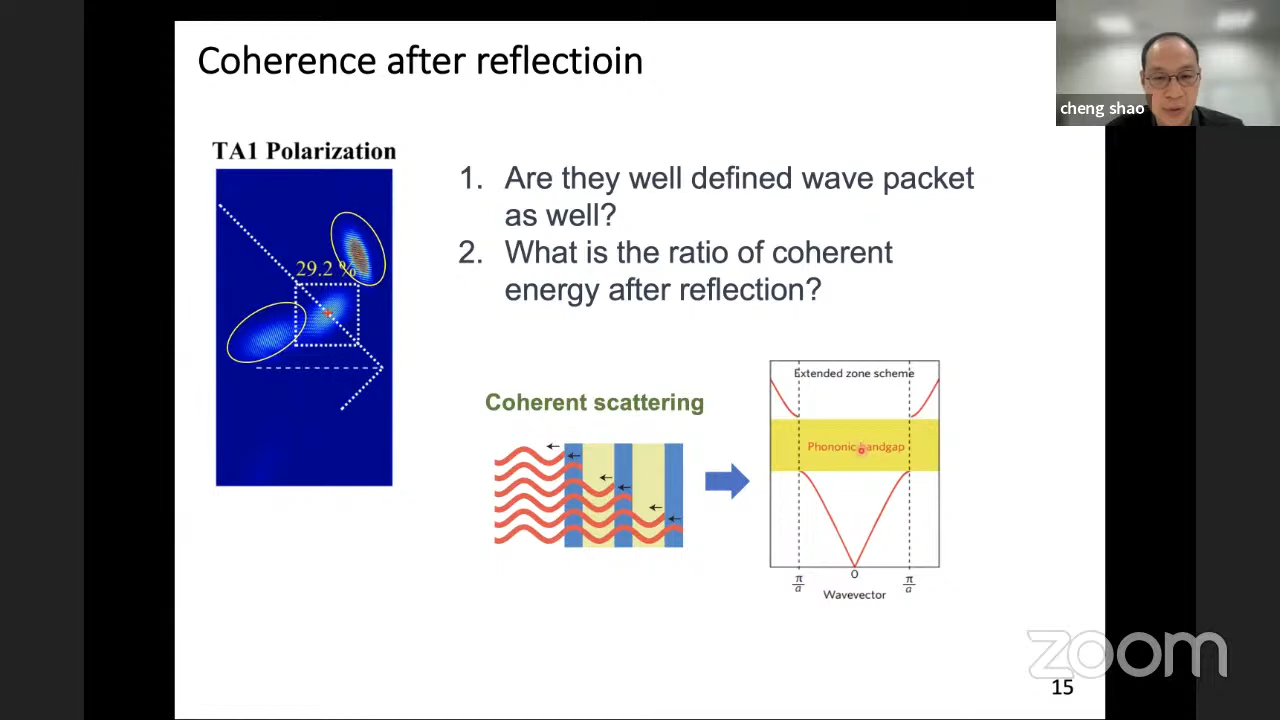 Coherence after reflectioin
cheng shao
TA1 Polarization
29.2 %
1. Are they well defined wave packet
as well?
2. What is the ratio of coherent
energy after reflection?
Coherent scattering
Extended zone scheme
Phononic bandgap
π/a
O
π/a
Wavevector
zoom
15